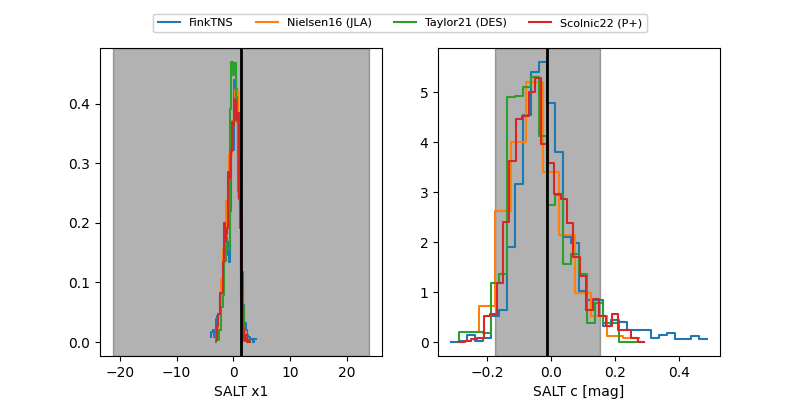 FinkTNS Nielsen16 (JLA) Taylor21 (DES) Scolnic22 (P+)
0.4
0.3
0.2
0.1
0.0
−20 −10 0 10 20
SALT x1
5
4
3
2
1
0
−0.2 0.0 0.2 0.4
SALT c [mag]